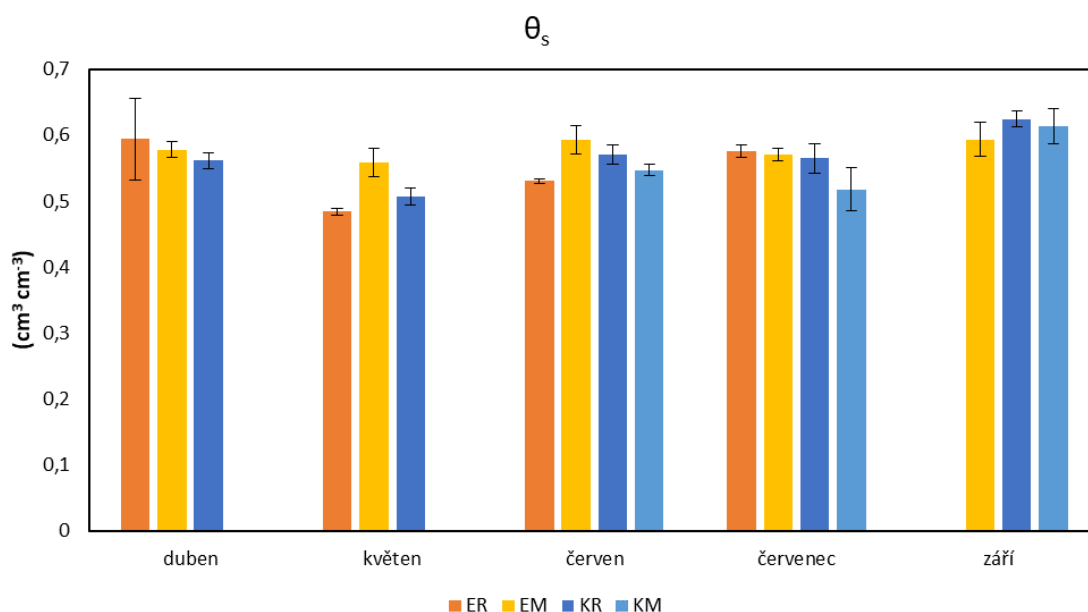 θs
0,7
0,6
0,5
0,4
0,3
0,2
0,1
0
(cm³ cm⁻³)
duben květen červen červenec září
ER EM KR KM